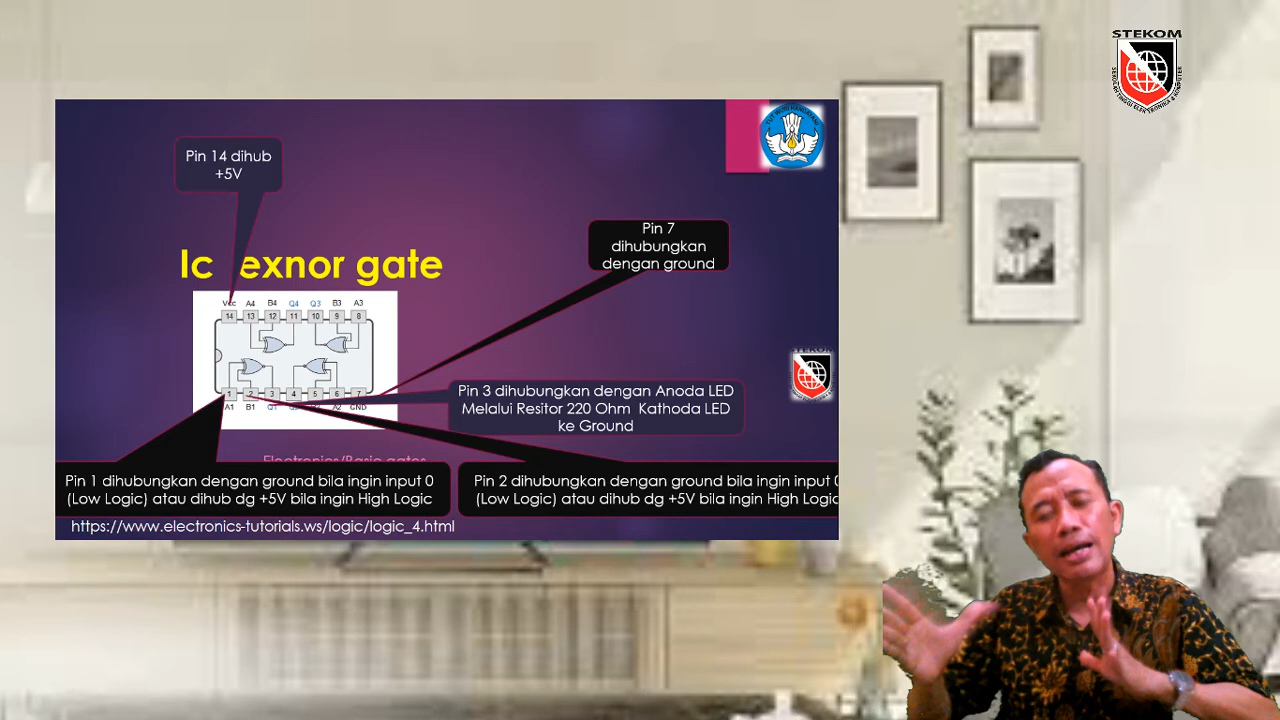 STEKOM
Pin 14 dihub
+5V
Pin 7
dihubungkan
dengan ground
Ic exnor gate
Vcc A4 B4 Q4 Q3 B3 A3
14 13 12 11 10 9 8
1 2 3 4 5 6 7
A1 B1 Q1 A2 GND
STEKOM
Pin 3 dihubungkan dengan Anoda LED
Melalui Resitor 220 Ohm Kathoda LED
ke Ground
Electronics/Basic gates
Pin 1 dihubungkan dengan ground bila ingin input 0
(Low Logic) atau dihub dg +5V bila ingin High Logic
Pin 2 dihubungkan dengan ground bila ingin input 0
(Low Logic) atau dihub dg +5V bila ingin High Logic
https://www.electronics-tutorials.ws/logic/logic_4.html